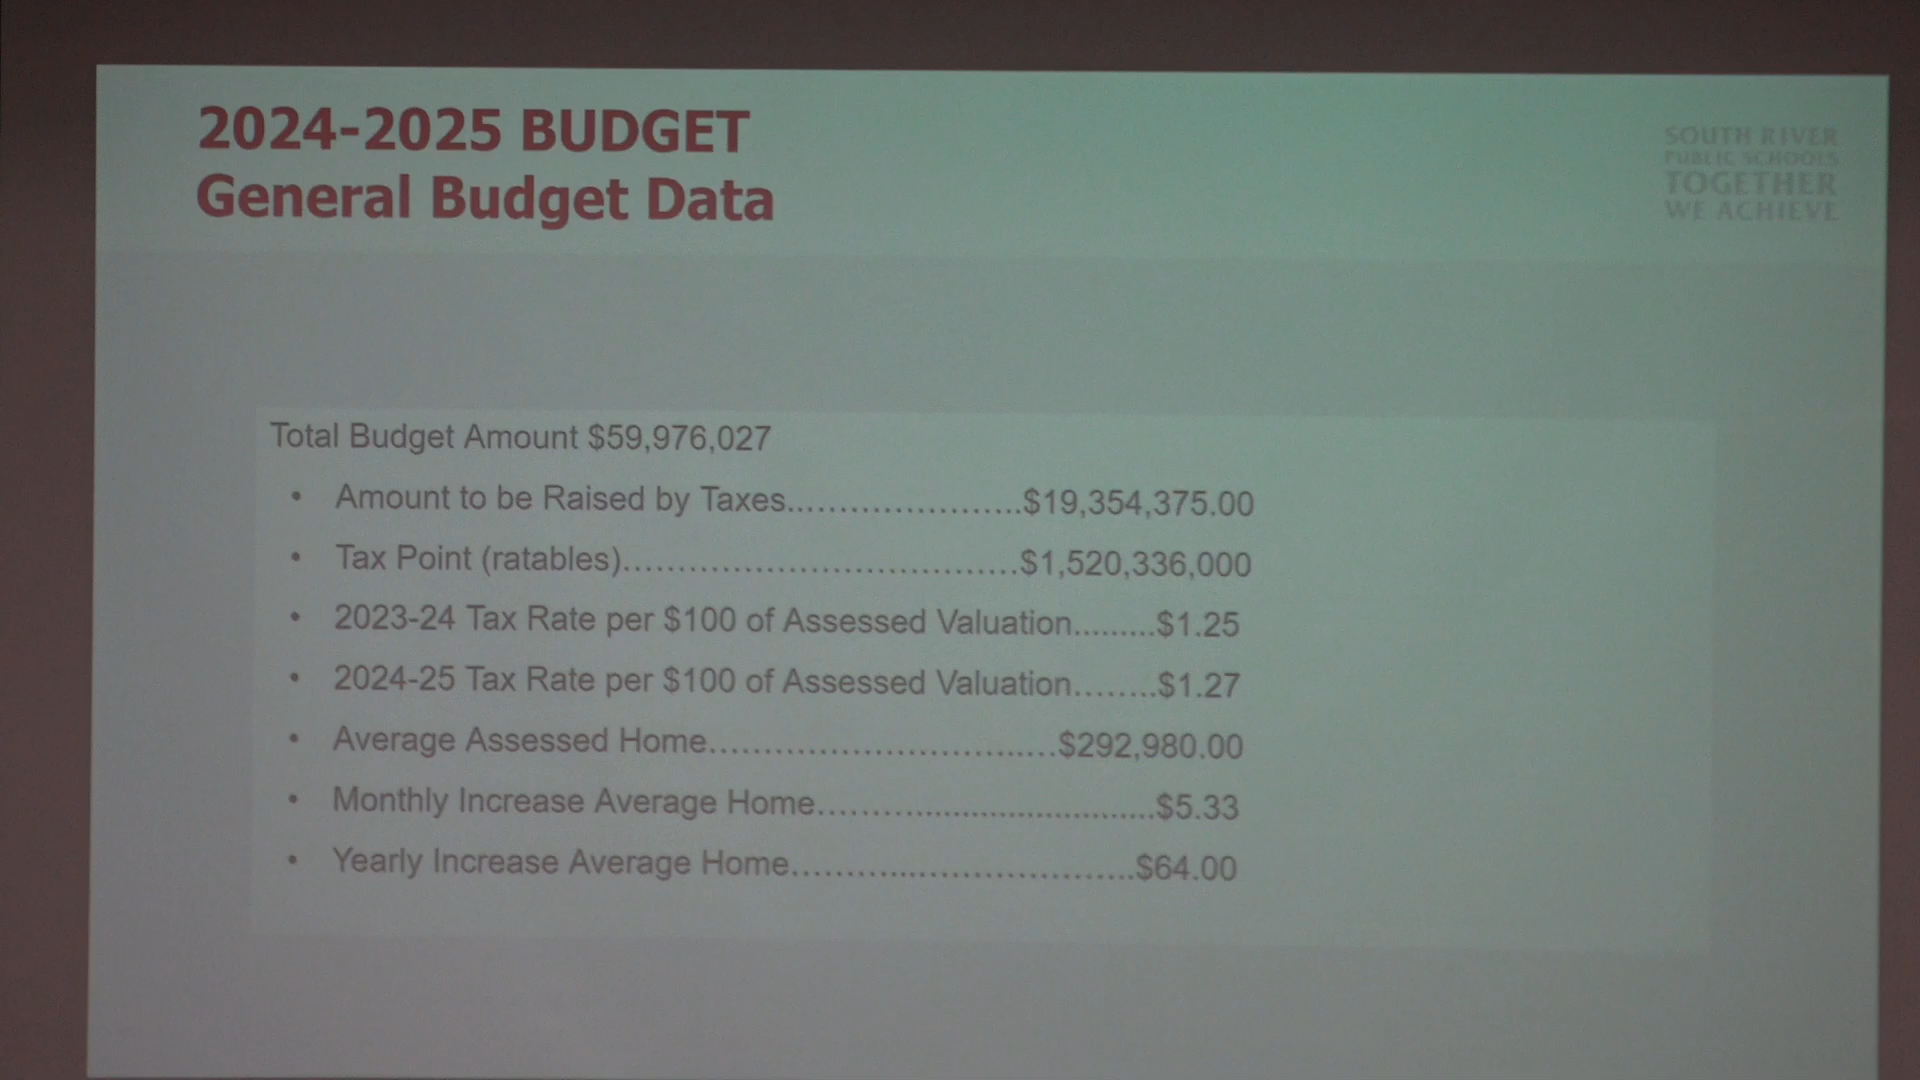 2024-2025 BUDGET
General Budget Data
SOUTH RIVER
PUBLIC SCHOOLS
TOGETHER
WE ACHIEVE
Total Budget Amount $59,976,027
• Amount to be Raised by Taxes......................$19,354,375.00
• Tax Point (ratables)....................................$1,520,336,000
• 2023-24 Tax Rate per $100 of Assessed Valuation.........$1.25
• 2024-25 Tax Rate per $100 of Assessed Valuation........$1.27
• Average Assessed Home................................$292,980.00
• Monthly Increase Average Home.................................$5.33
• Yearly Increase Average Home.................................$64.00